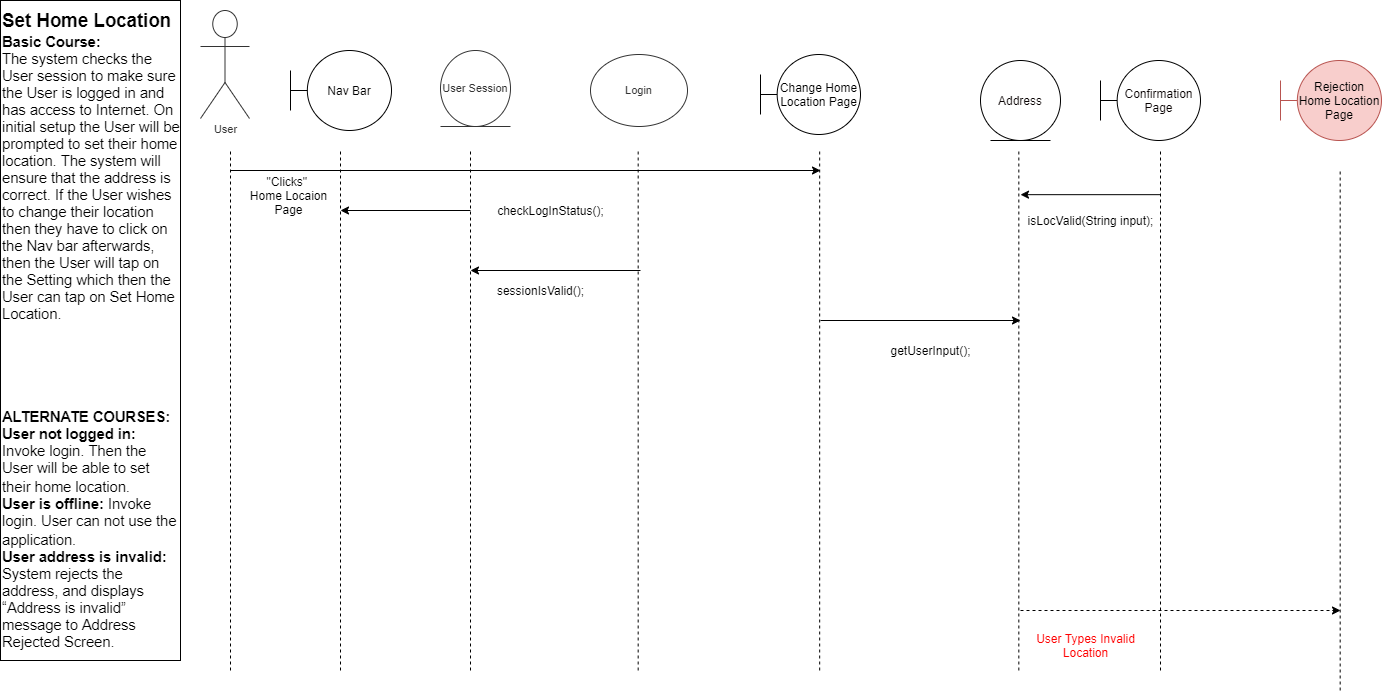 Set Home Location
Basic Course:
The system checks the
User session to make sure
the User is logged in and
has access to Internet. On
initial setup the User will be
prompted to set their home
location. The system will
ensure that the address is
correct. If the User wishes
to change their location
then they have to click on
the Nav bar afterwards,
then the User will tap on
the Setting which then the
User can tap on Set Home
Location.
ALTERNATE COURSES:
User not logged in:
Invoke login. Then the
User will be able to set
their home location.
User is offline: Invoke
login. User can not use the
application.
User address is invalid:
System rejects the
address, and displays
“Address is invalid”
message to Address
Rejected Screen.
User
Nav Bar
User Session
Login
Change Home
Location Page
Address
Confirmation
Page
Rejection
Home Location
Page
"Clicks"
Home Locaion
Page
checkLogInStatus();
isLocValid(String input);
sessionIsValid();
getUserInput();
User Types Invalid
Location